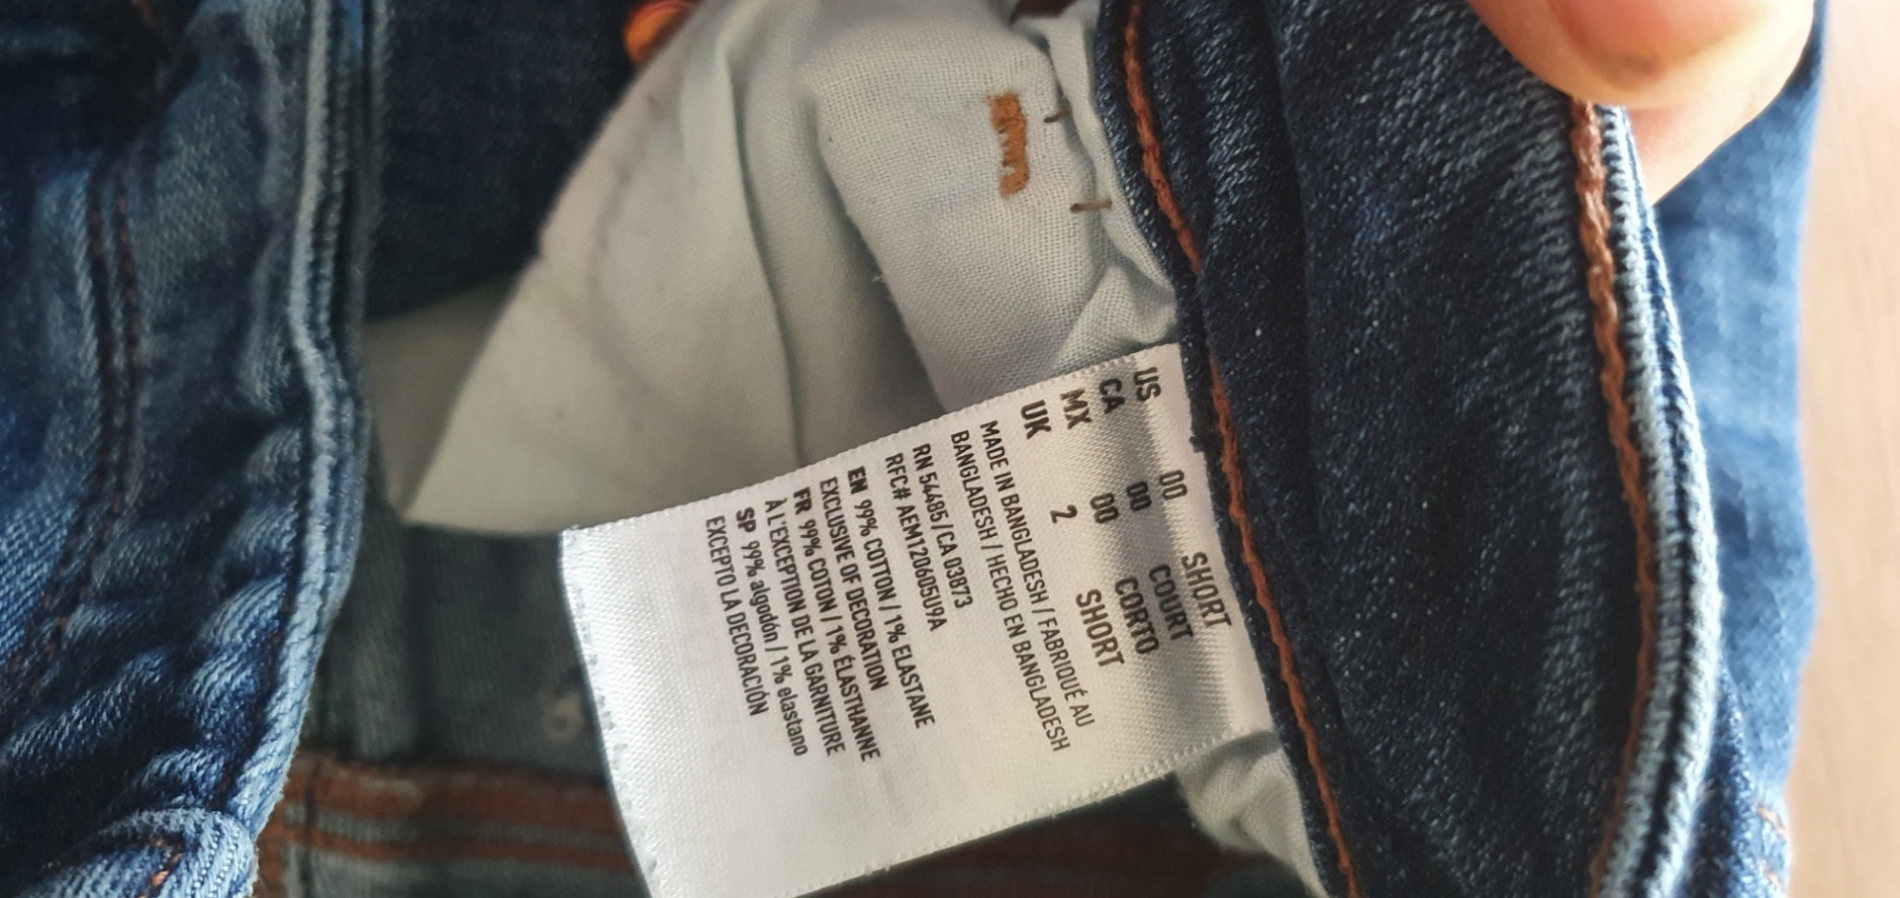 US 00 SHORT
CA 00 COURT
MX 00 CORTO
UK 2 SHORT
MADE IN BANGLADESH / FABRIQUÉ AU
BANGLADESH / HECHO EN BANGLADESH
RN 54485 / CA 03873
RFC# AEM120605U9A
EN 99% COTTON / 1% ELASTANE
EXCLUSIVE OF DECORATION
FR 99% COTON / 1% ÉLASTHANNE
À L'EXCEPTION DE LA GARNITURE
SP 99% algodón / 1% elastano
EXCEPTO LA DECORACIÓN